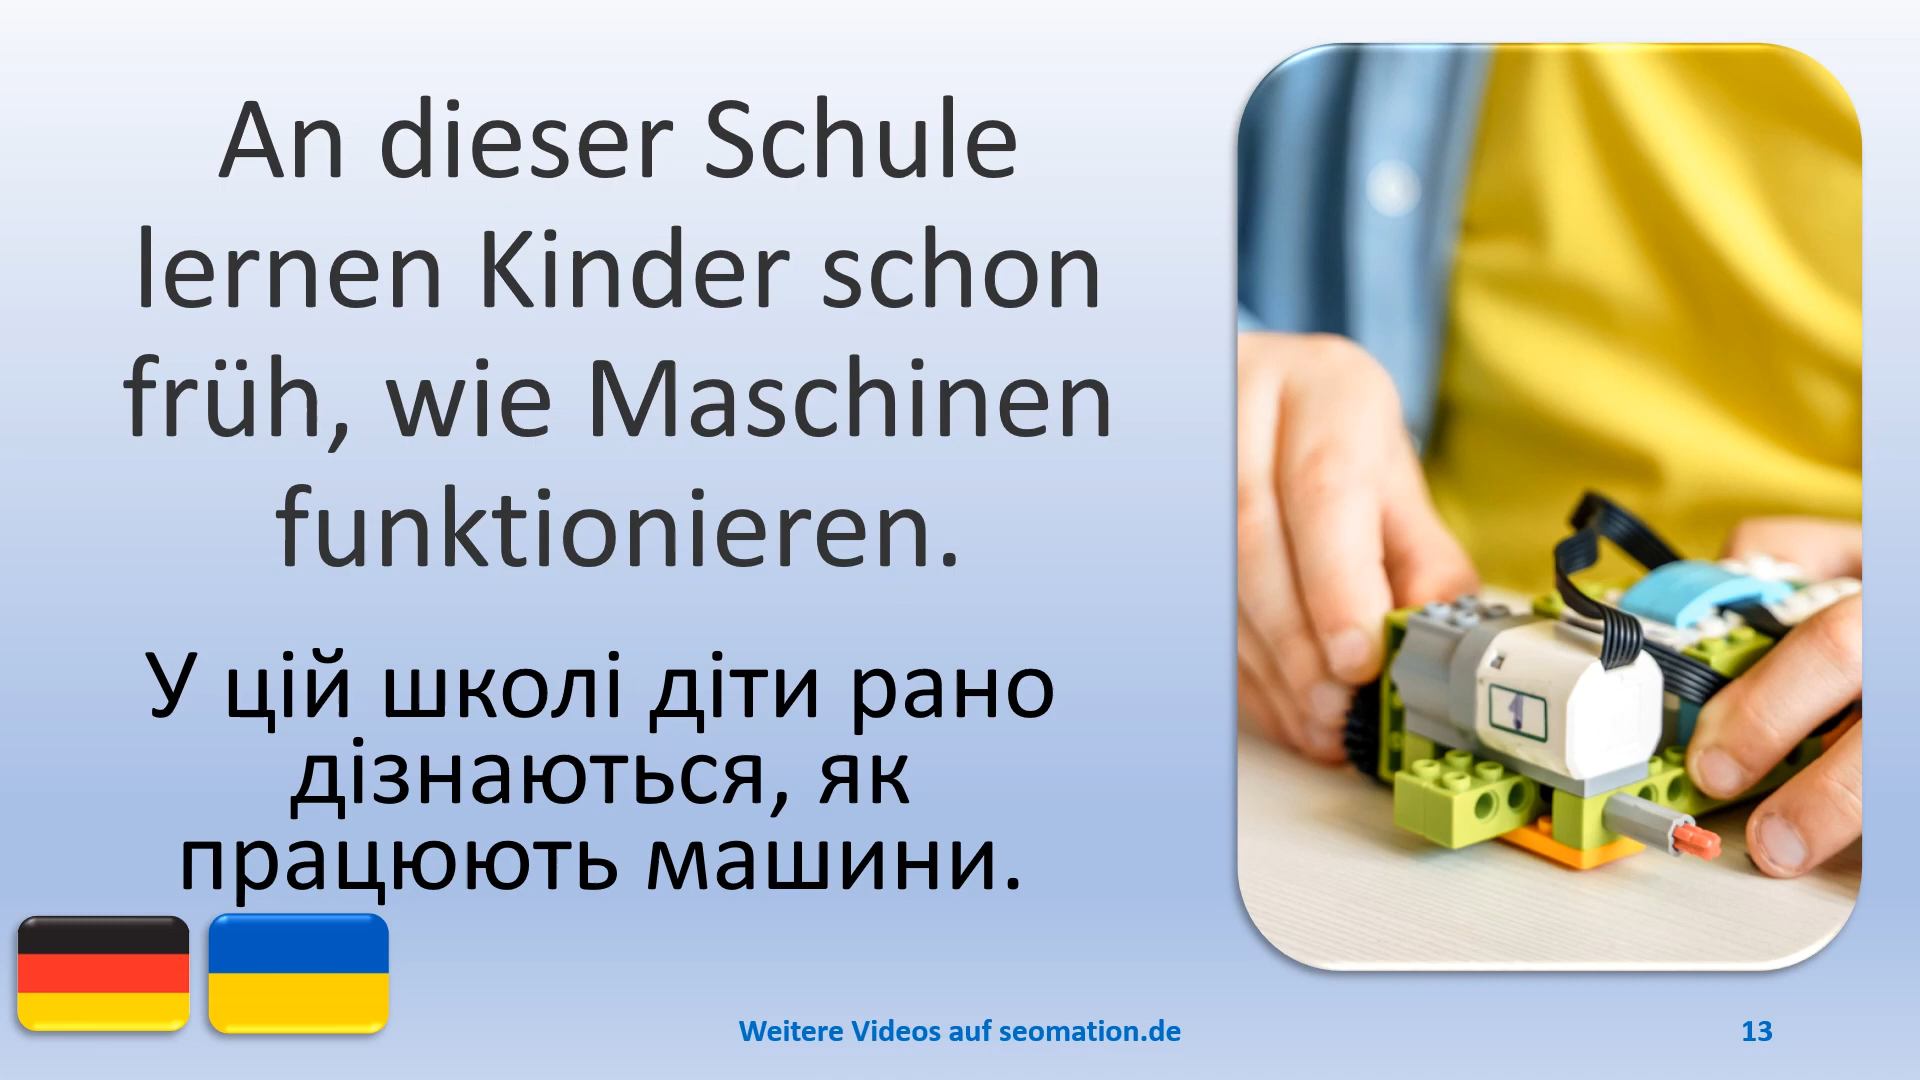 An dieser Schule
lernen Kinder schon
früh, wie Maschinen
funktionieren.
У цій школі діти рано
дізнаються, як
працюють машини.
Weitere Videos auf seomation.de
13